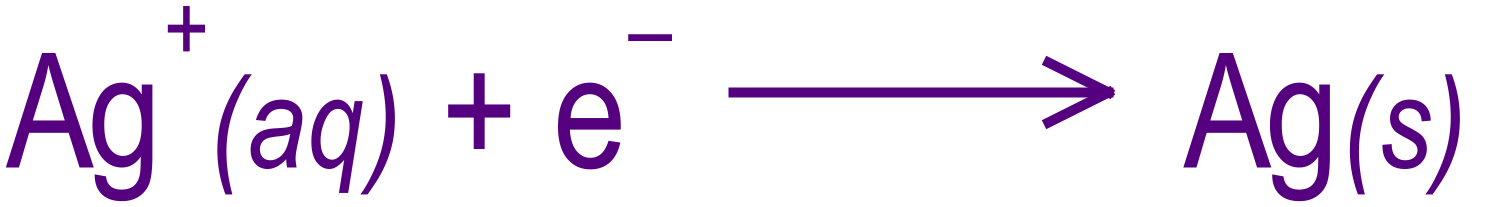 Ag⁺(aq) + e⁻ ⟶ Ag(s)